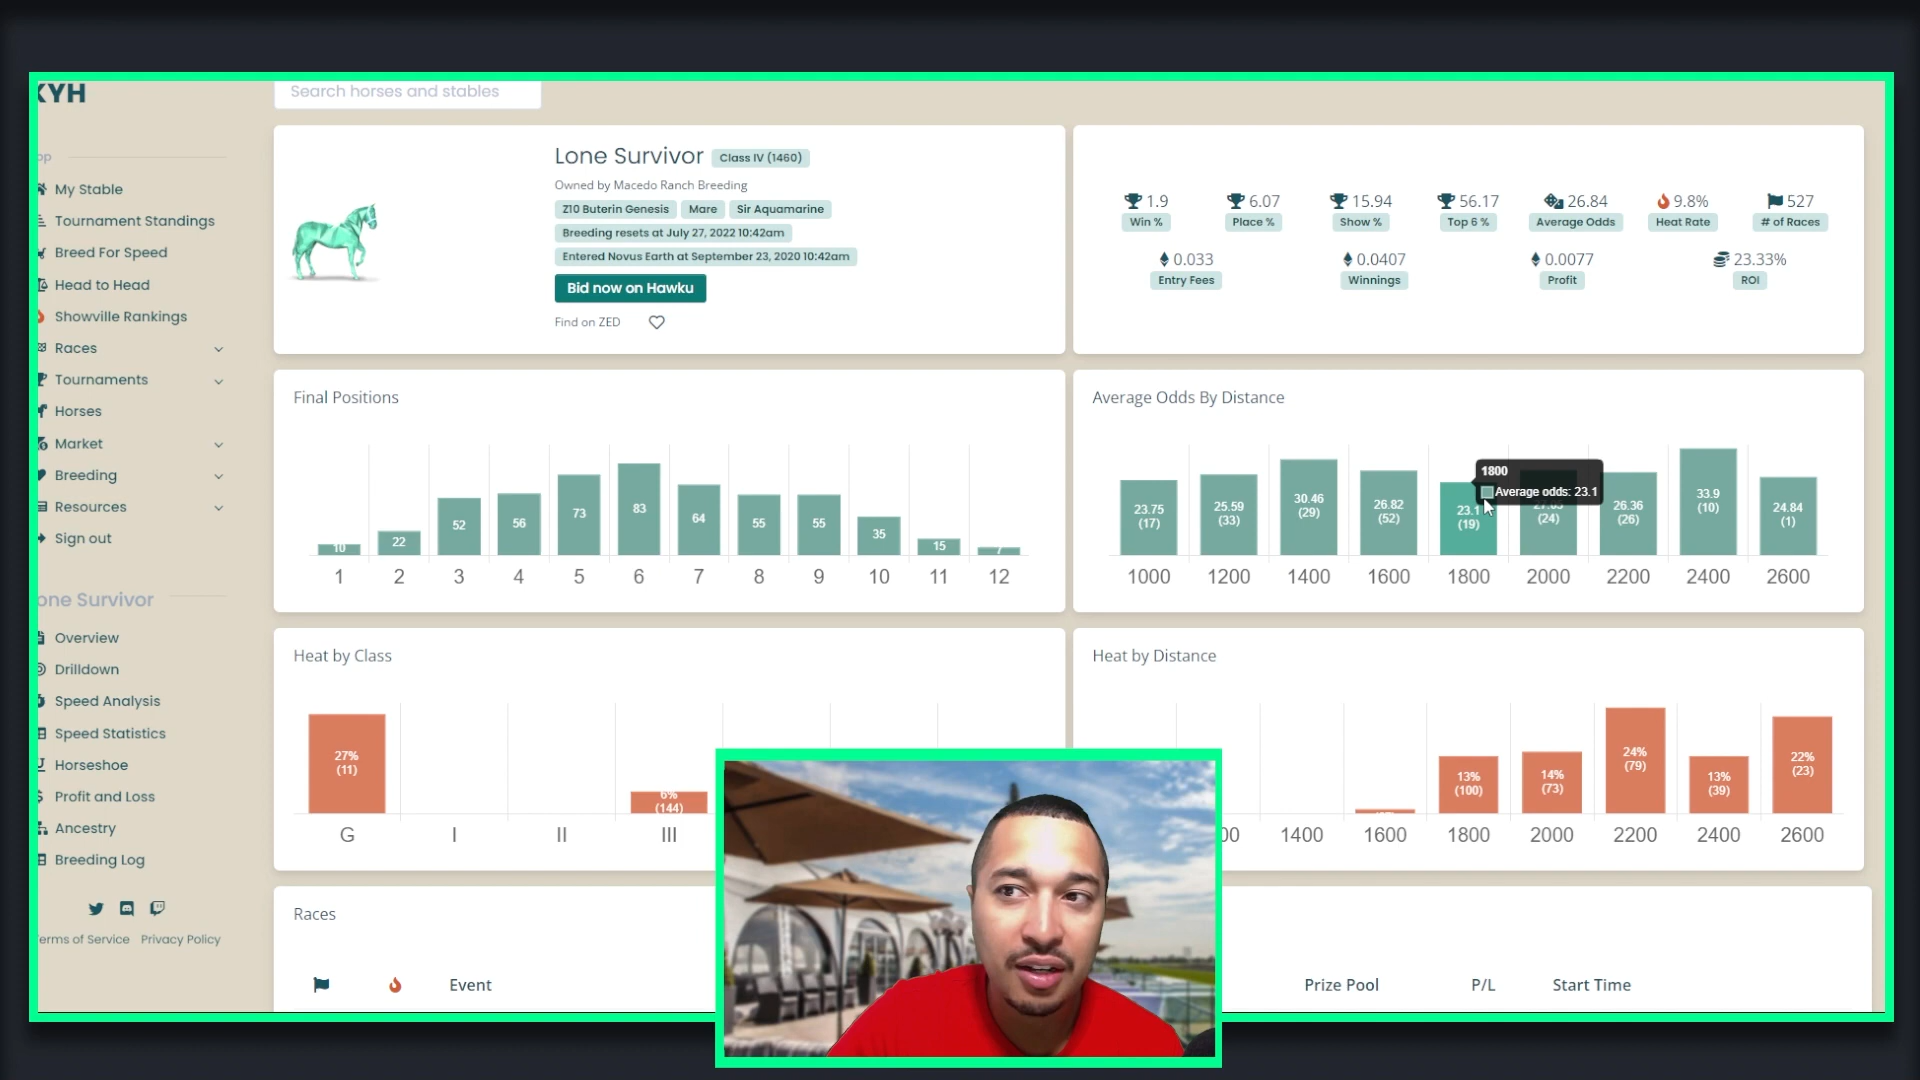 KYH
Search horses and stables
My Stable
Tournament Standings
Breed For Speed
Head to Head
Showville Rankings
Races
Tournaments
Horses
Market
Breeding
Resources
Sign out
one Survivor
Overview
Drilldown
Speed Analysis
Speed Statistics
Horseshoe
Profit and Loss
Ancestry
Breeding Log
erms of Service Privacy Policy
Lone Survivor Class IV (1460)
Owned by Macedo Ranch Breeding
Z10 Buterin Genesis Mare Sir Aquamarine
Breeding resets at July 27, 2022 10:42am
Entered Novus Earth at September 23, 2020 10:42am
Bid now on Hawku
Find on ZED
1.9 6.07 15.94 56.17 26.84 9.8% 527
Win % Place % Show % Top 6 % Average Odds Heat Rate # of Races
0.033 0.0407 0.0077 23.33%
Entry Fees Winnings Profit ROI
Final Positions
10 22 52 56 73 83 64 55 55 35 15 7
1 2 3 4 5 6 7 8 9 10 11 12
Average Odds By Distance
1800
Average odds: 23.1
23.75 25.59 30.46 26.82 23.1 26.36 33.9 24.84
(17) (33) (29) (52) (19) (24) (26) (10) (1)
1000 1200 1400 1600 1800 2000 2200 2400 2600
Heat by Class
27% 6%
(11) (144)
G I II III
Heat by Distance
13% 14% 24% 13% 22%
(100) (73) (79) (39) (23)
00 1400 1600 1800 2000 2200 2400 2600
Races
Event Prize Pool P/L Start Time